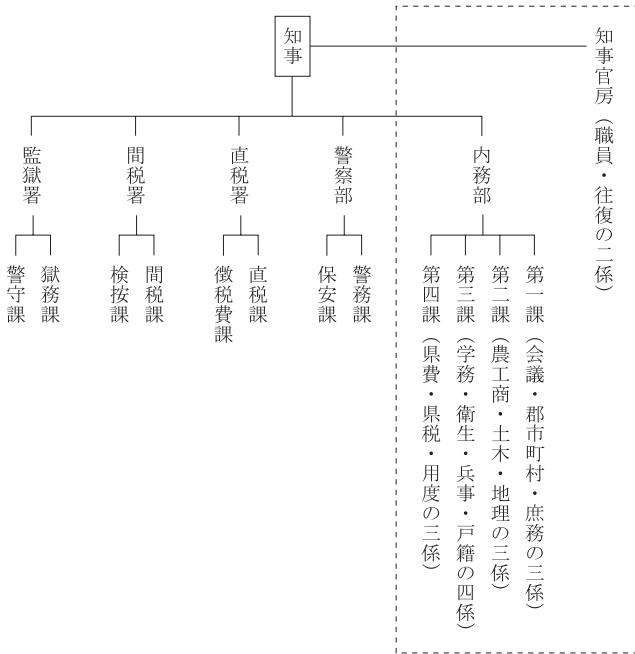 知事
知事官房（職員・往復の二係）
内務部
第一課（会議・郡市町村・庶務の三係）
第二課（農工商・土木・地理の三係）
第三課（学務・衛生・兵事・戸籍の四係）
第四課（県費・県税・用度の三係）
警察部
警務課
保安課
直税署
直税課
徴税費課
間税署
間税課
検按課
監獄署
獄務課
警守課